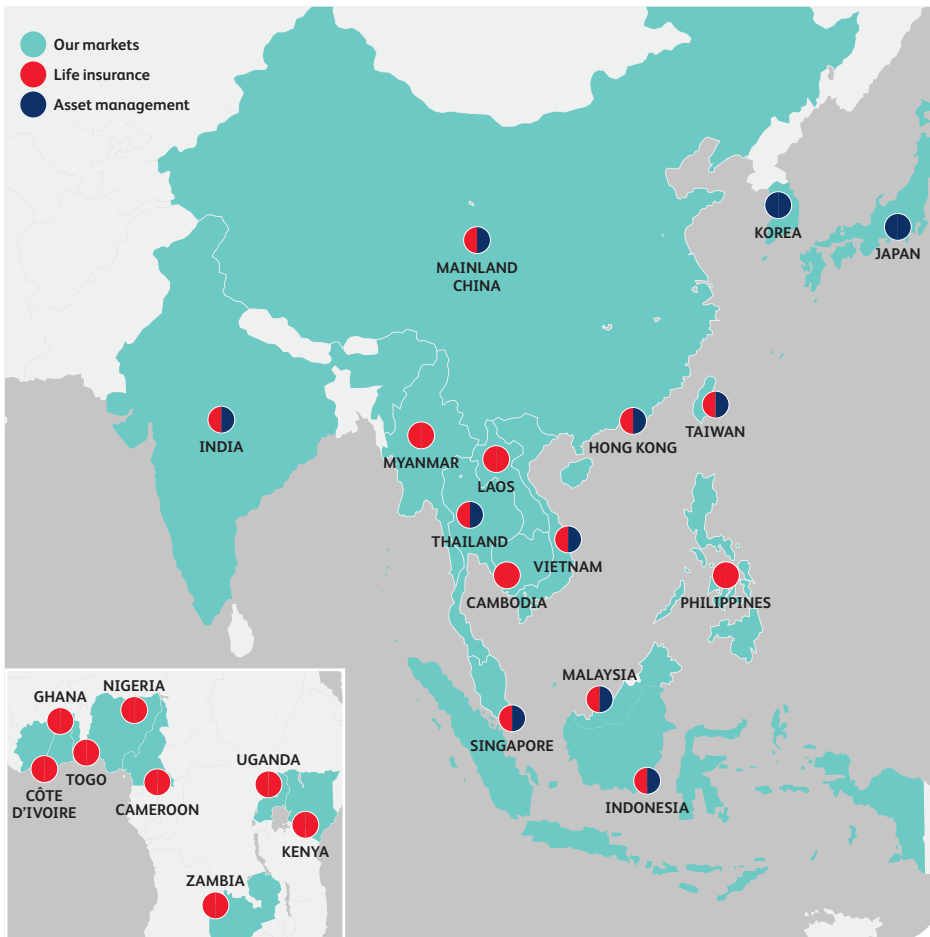 Our markets
Life insurance
Asset management
KOREA
JAPAN
MAINLAND
CHINA
INDIA
MYANMAR
LAOS
HONG KONG
TAIWAN
THAILAND
VIETNAM
CAMBODIA
PHILIPPINES
MALAYSIA
SINGAPORE
INDONESIA
GHANA
NIGERIA
TOGO
CÔTE
D'IVOIRE
CAMEROON
UGANDA
KENYA
ZAMBIA